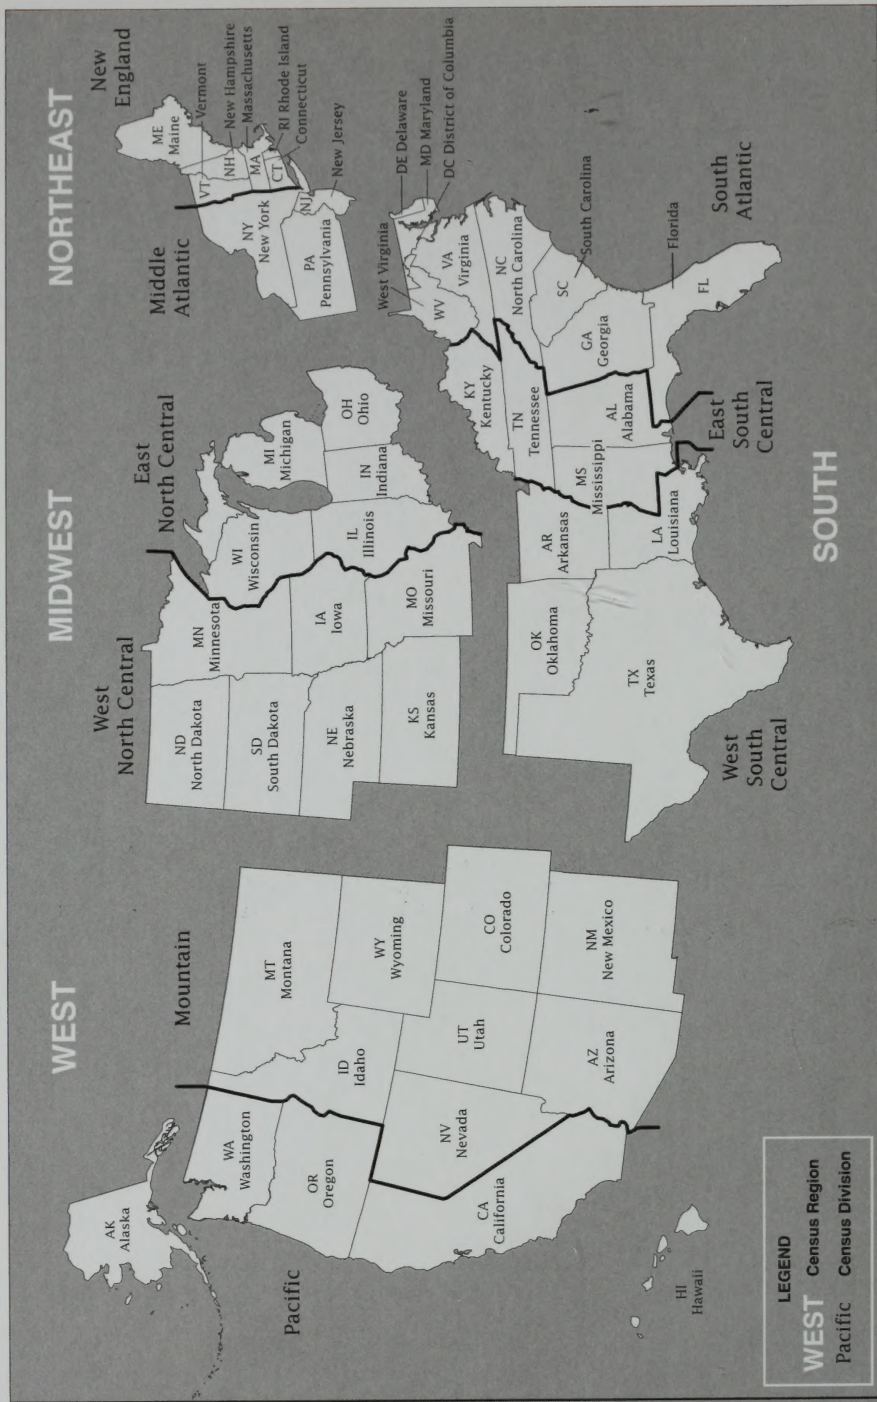 WEST
MIDWEST
NORTHEAST
Pacific
Mountain
West
North Central
East
North Central
Middle
Atlantic
New
England
AK
Alaska
WA
Washington
OR
Oregon
CA
California
HI
Hawaii
MT
Montana
ID
Idaho
WY
Wyoming
NV
Nevada
UT
Utah
CO
Colorado
AZ
Arizona
NM
New Mexico
ND
North Dakota
SD
South Dakota
NE
Nebraska
KS
Kansas
MN
Minnesota
IA
Iowa
MO
Missouri
WI
Wisconsin
IL
Illinois
MI
Michigan
IN
Indiana
OH
Ohio
ME
Maine
VT
Vermont
NH
New Hampshire
MA
Massachusetts
RI Rhode Island
CT
Connecticut
NY
New York
PA
Pennsylvania
NJ
New Jersey
DE Delaware
MD Maryland
DC District of Columbia
West Virginia
WV
VA
Virginia
NC
North Carolina
SC
South Carolina
GA
Georgia
Florida
FL
South
Atlantic
KY
Kentucky
TN
Tennessee
MS
Mississippi
AL
Alabama
East
South
Central
OK
Oklahoma
AR
Arkansas
TX
Texas
LA
Louisiana
West
South
Central
SOUTH
LEGEND
WEST Census Region
Pacific Census Division